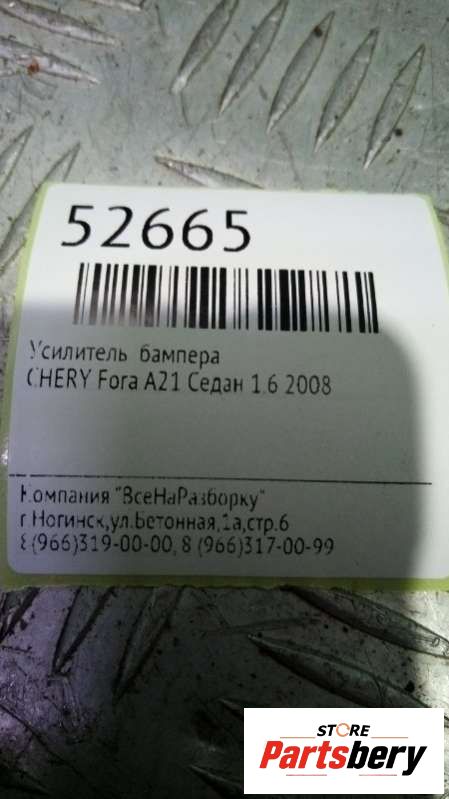 52665
Усилитель бампера
CHERY Fora A21 Седан 1.6 2008
Компания "ВсеНаРазборку"
г.Ногинск,ул.Бетонная,1а,стр.6
8(966)319-00-00, 8 (966)317-00-99
STORE
Partsbery